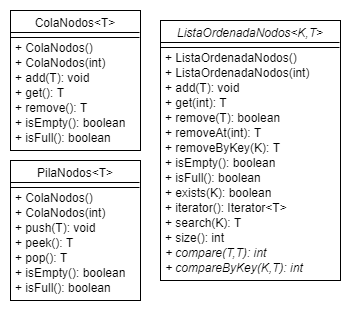 ColaNodos<T>
+ ColaNodos()
+ ColaNodos(int)
+ add(T): void
+ get(): T
+ remove(): T
+ isEmpty(): boolean
+ isFull(): boolean
PilaNodos<T>
+ ColaNodos()
+ ColaNodos(int)
+ push(T): void
+ peek(): T
+ pop(): T
+ isEmpty(): boolean
+ isFull(): boolean
ListaOrdenadaNodos<K,T>
+ ListaOrdenadaNodos()
+ ListaOrdenadaNodos(int)
+ add(T): void
+ get(int): T
+ remove(T): boolean
+ removeAt(int): T
+ removeByKey(K): T
+ isEmpty(): boolean
+ isFull(): boolean
+ exists(K): boolean
+ iterator(): Iterator<T>
+ search(K): T
+ size(): int
+ compare(T,T): int
+ compareByKey(K,T): int